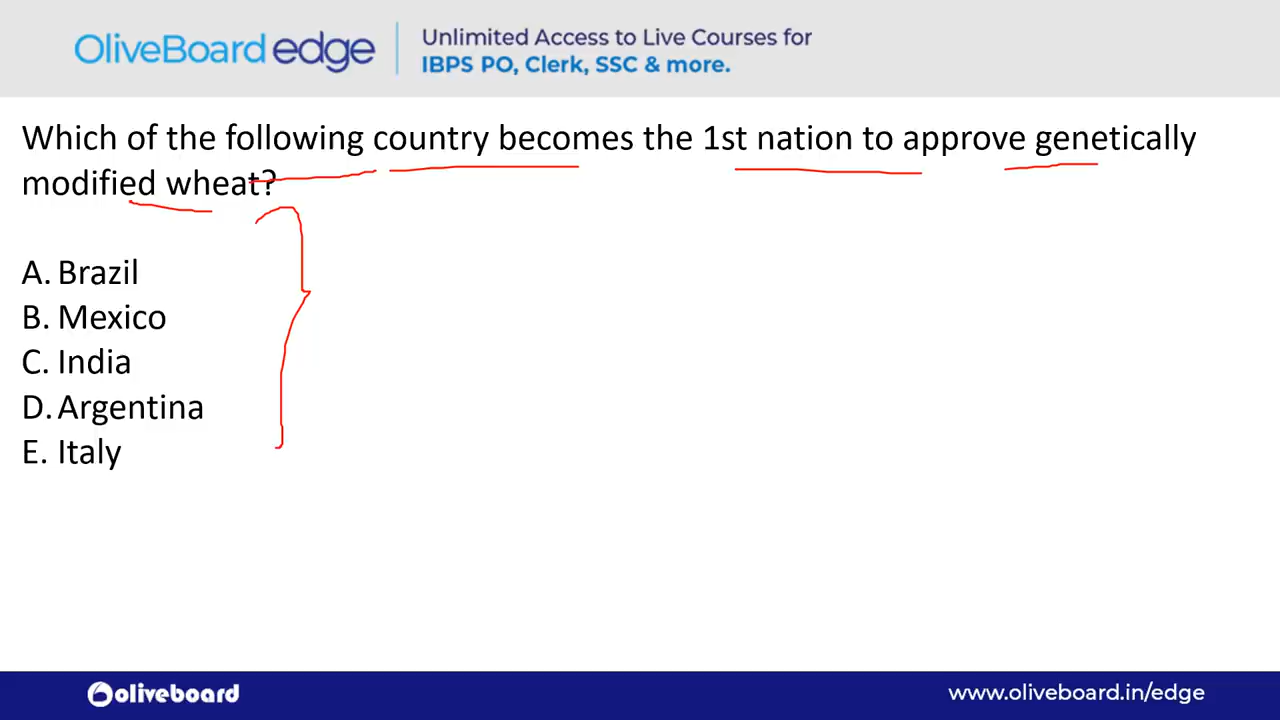 OliveBoard edge
Unlimited Access to Live Courses for
IBPS PO, Clerk, SSC & more.
Which of the following country becomes the 1st nation to approve genetically
modified wheat?
A. Brazil
B. Mexico
C. India
D. Argentina
E. Italy
oliveboard
www.oliveboard.in/edge